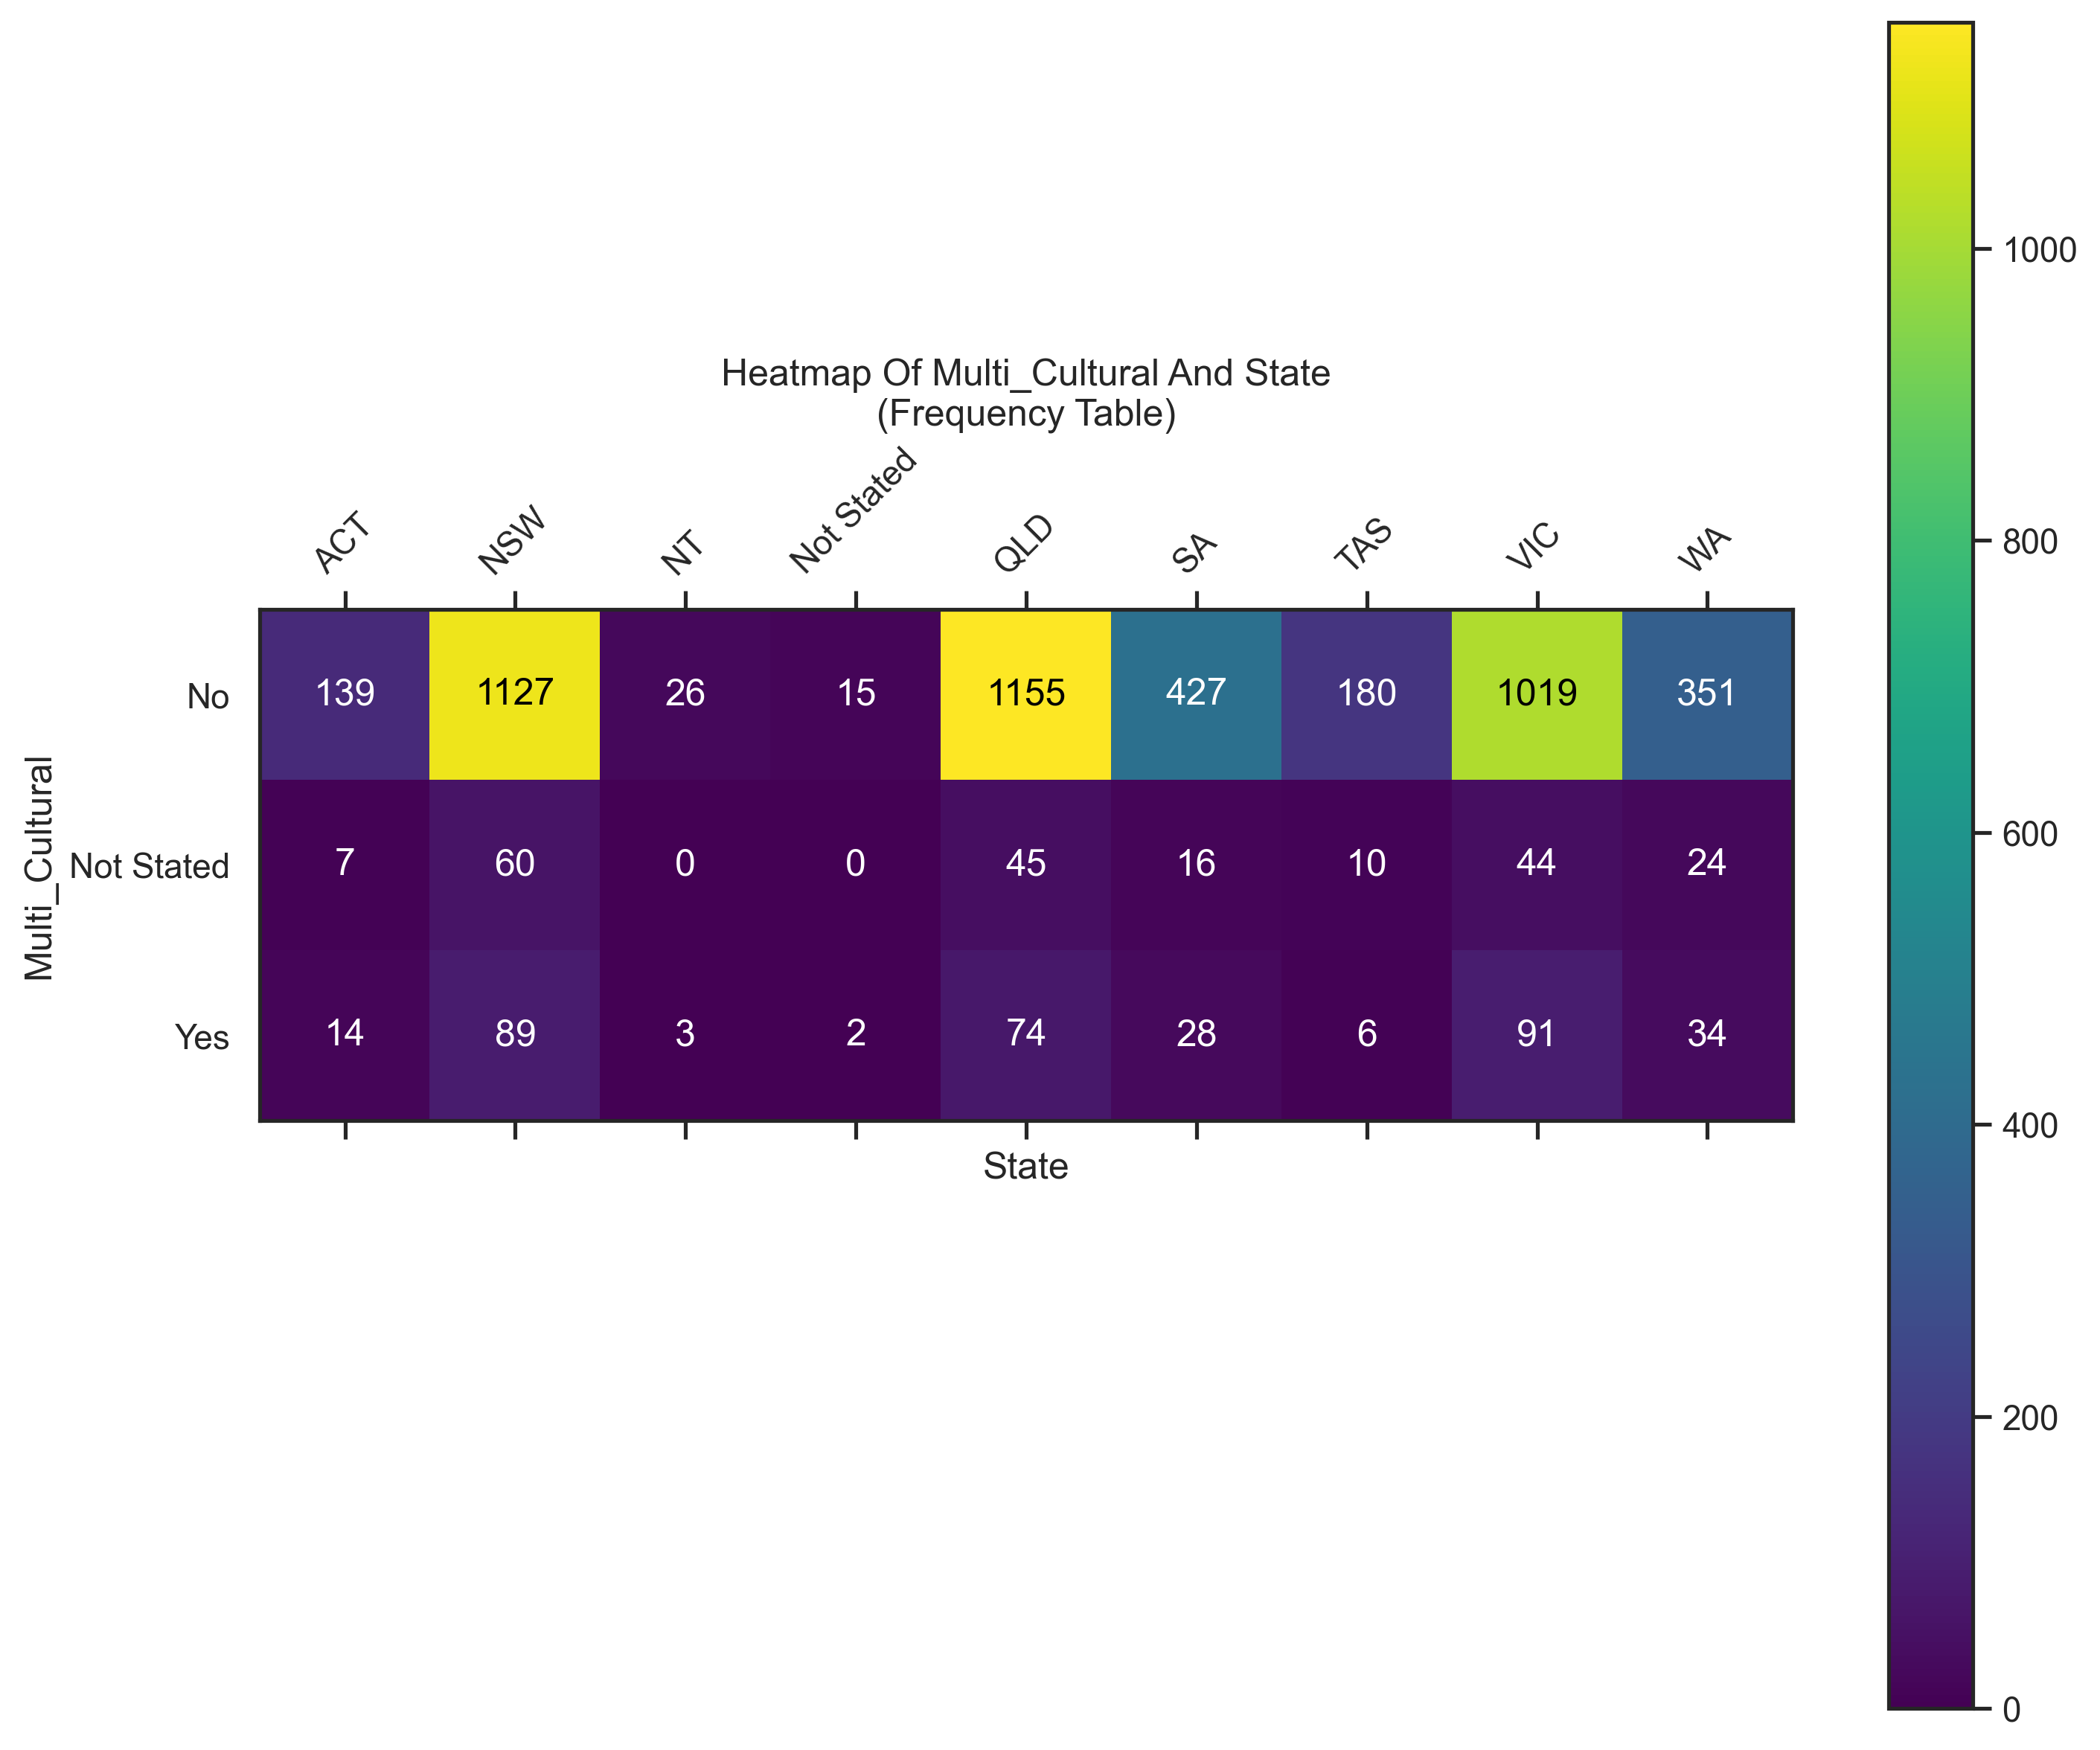 Heatmap Of Multi_Cultural And State
(Frequency Table)
ACT NSW NT Not Stated QLD SA TAS VIC WA
No 139 1127 26 15 1155 427 180 1019 351
Not Stated 7 60 0 0 45 16 10 44 24
Yes 14 89 3 2 74 28 6 91 34
Multi_Cultural
State
1000
800
600
400
200
0